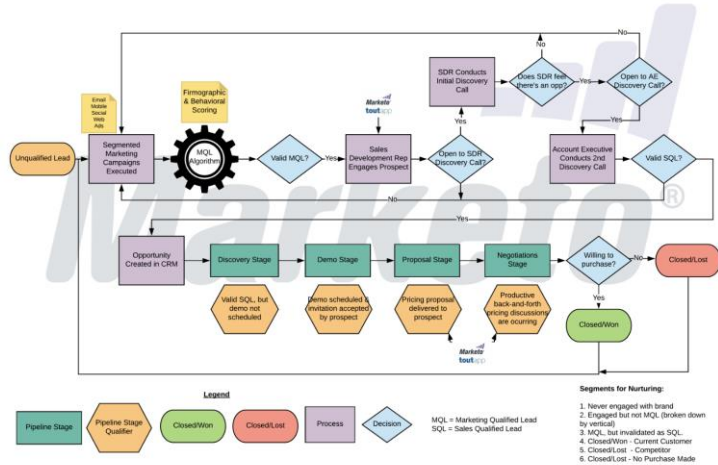 No
Email
Mobile
Social
Web
Ads
Firmographic
& Behavioral
Scoring
Marketo
toutapp
SDR Conducts
Initial Discovery
Call
Does SDR feel
there's an opp?
Yes
Open to AE
Discovery Call?
Unqualified Lead
Segmented
Marketing
Campaigns
Executed
MQL
Algorithm
Valid MQL?
Yes
Sales
Development Rep
Engages Prospect
Yes
Open to SDR
Discovery Call?
No
Yes
Account Executive
Conducts 2nd
Discovery Call
Valid SQL?
No
Yes
Marketo®
Opportunity
Created in CRM
Discovery Stage
Demo Stage
Proposal Stage
Negotiations
Stage
Willing to
purchase?
No
Closed/Lost
Valid SQL, but
demo not
scheduled
Demo scheduled &
invitation accepted
by prospect
Pricing proposal
delivered to
prospect
Productive
back-and-forth
pricing discussions
are ocurring
Yes
Closed/Won
Marketo
toutapp
Legend
Pipeline Stage
Pipeline Stage
Qualifier
Closed/Won
Closed/Lost
Process
Decision
MQL = Marketing Qualified Lead
SQL = Sales Qualified Lead
Segments for Nurturing:
1. Never engaged with brand
2. Engaged but not MQL (broken down
by vertical)
3. MQL, but invalidated as SQL.
4. Closed/Won - Current Customer
5. Closed/Lost - Competitor
6. Closed/Lost - No Purchase Made